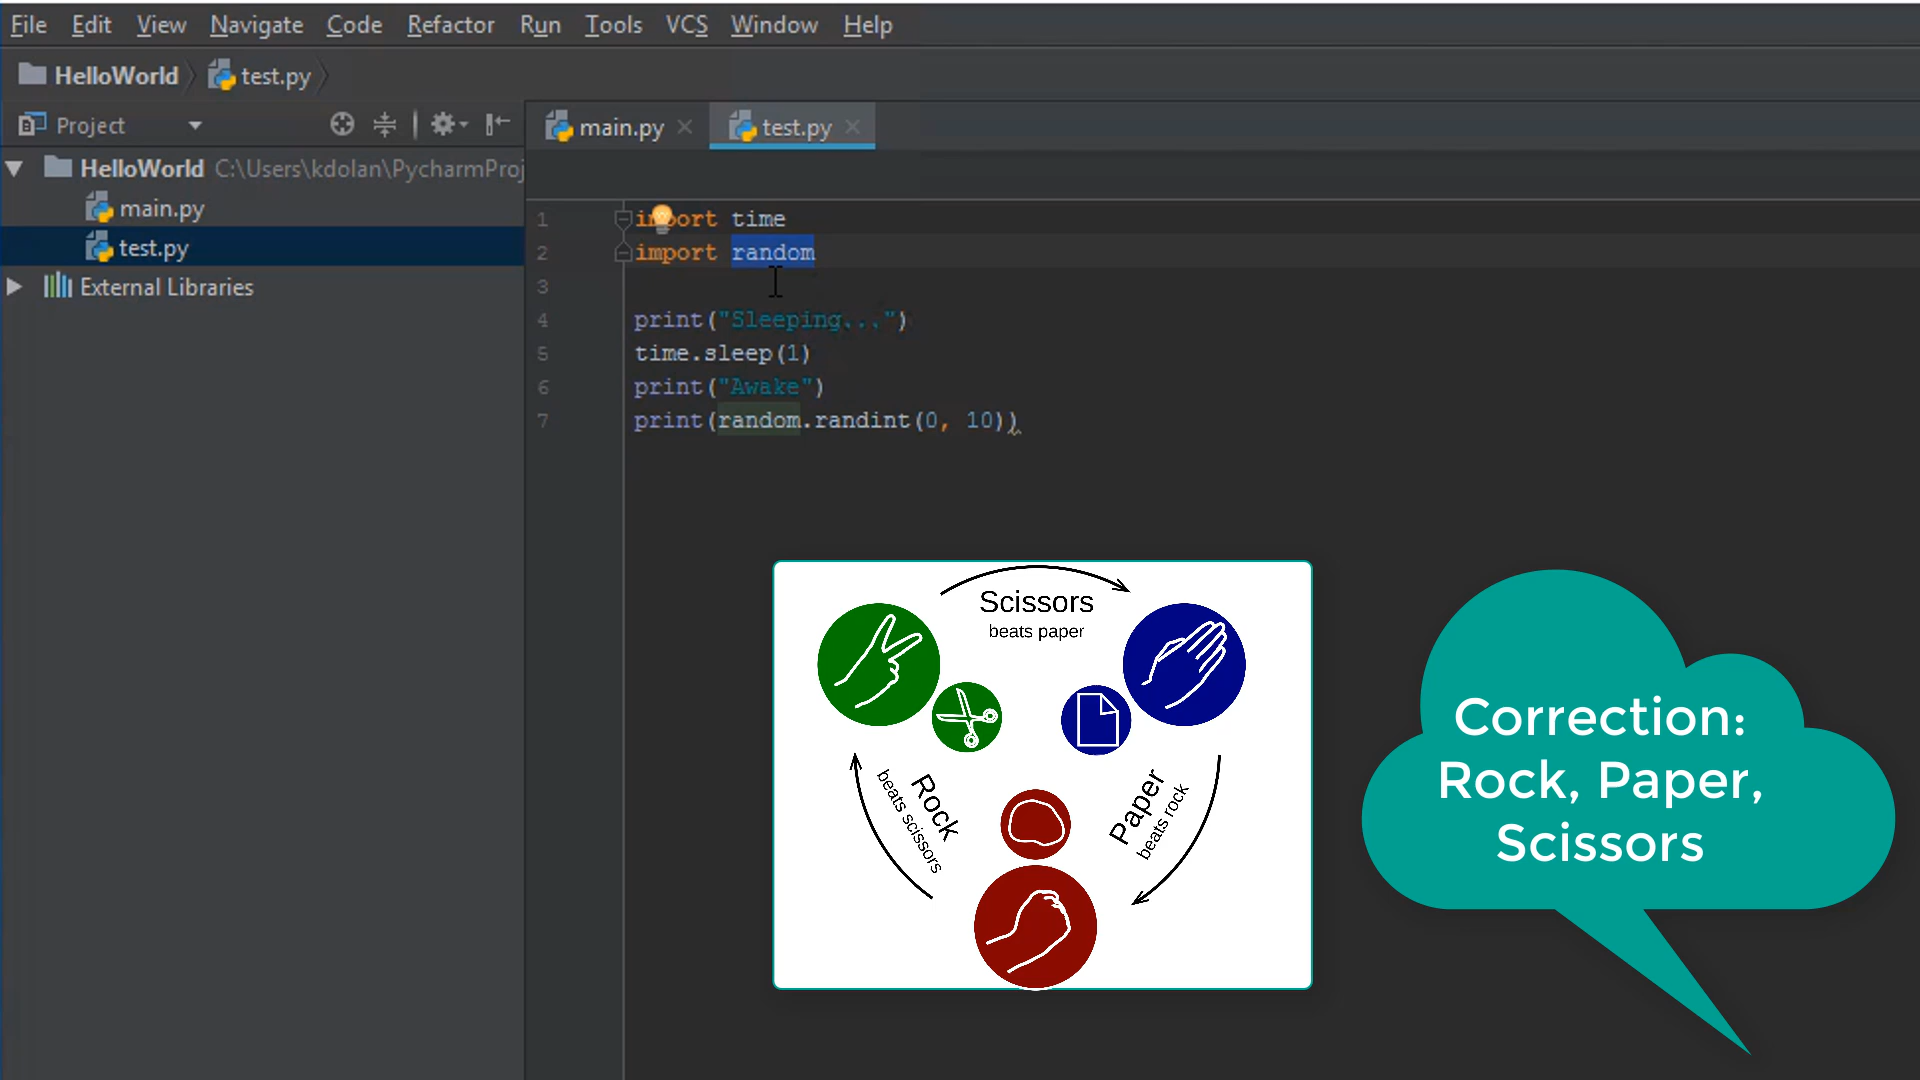 File Edit View Navigate Code Refactor Run Tools VCS Window Help
HelloWorld test.py
Project
main.py test.py
HelloWorld C:\Users\kdolan\PycharmProj
main.py
test.py
External Libraries
1 import time
2 import random
3
4 print("Sleeping...")
5 time.sleep(1)
6 print("Awake")
7 print(random.randint(0, 10))
Scissors
beats paper
Rock
beats scissors
Paper
beats rock
Correction:
Rock, Paper,
Scissors